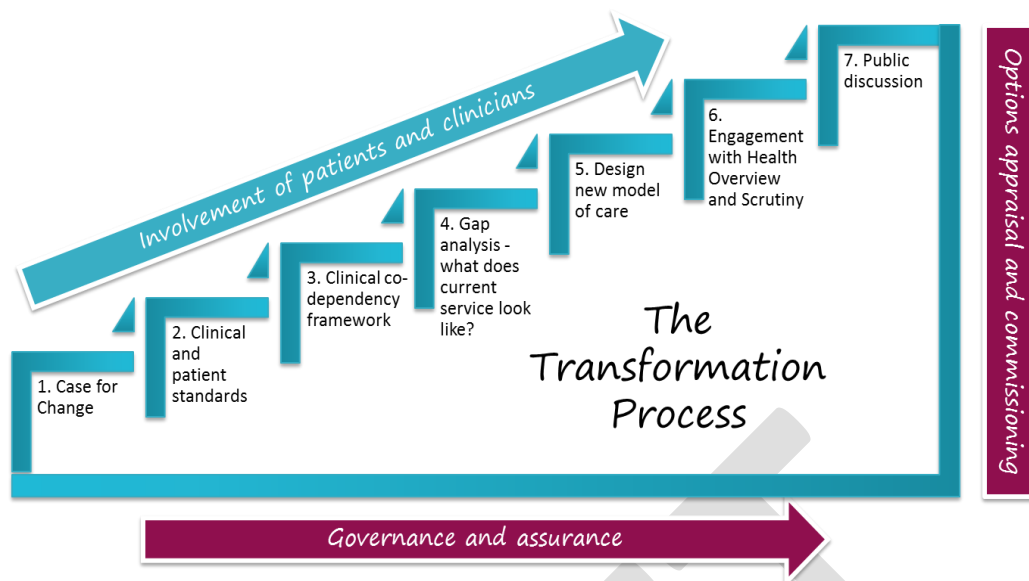 Involvement of patients and clinicians
1. Case for
Change
2. Clinical
and
patient
standards
3. Clinical co-
dependency
framework
4. Gap
analysis -
what does
current
service look
like?
5. Design
new model
of care
6.
Engagement
with Health
Overview
and Scrutiny
7. Public
discussion
The
Transformation
Process
Options appraisal and commissioning
Governance and assurance